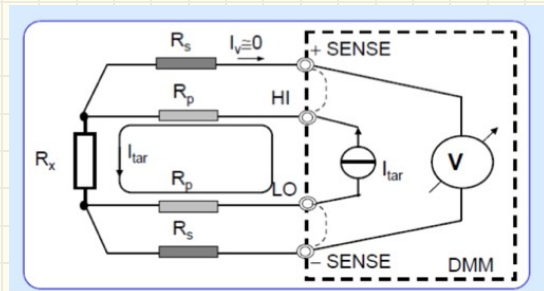 Rs Iv≅0 + SENSE
Rp HI
Rx Itar Itar V
Rp LO
Rs − SENSE DMM